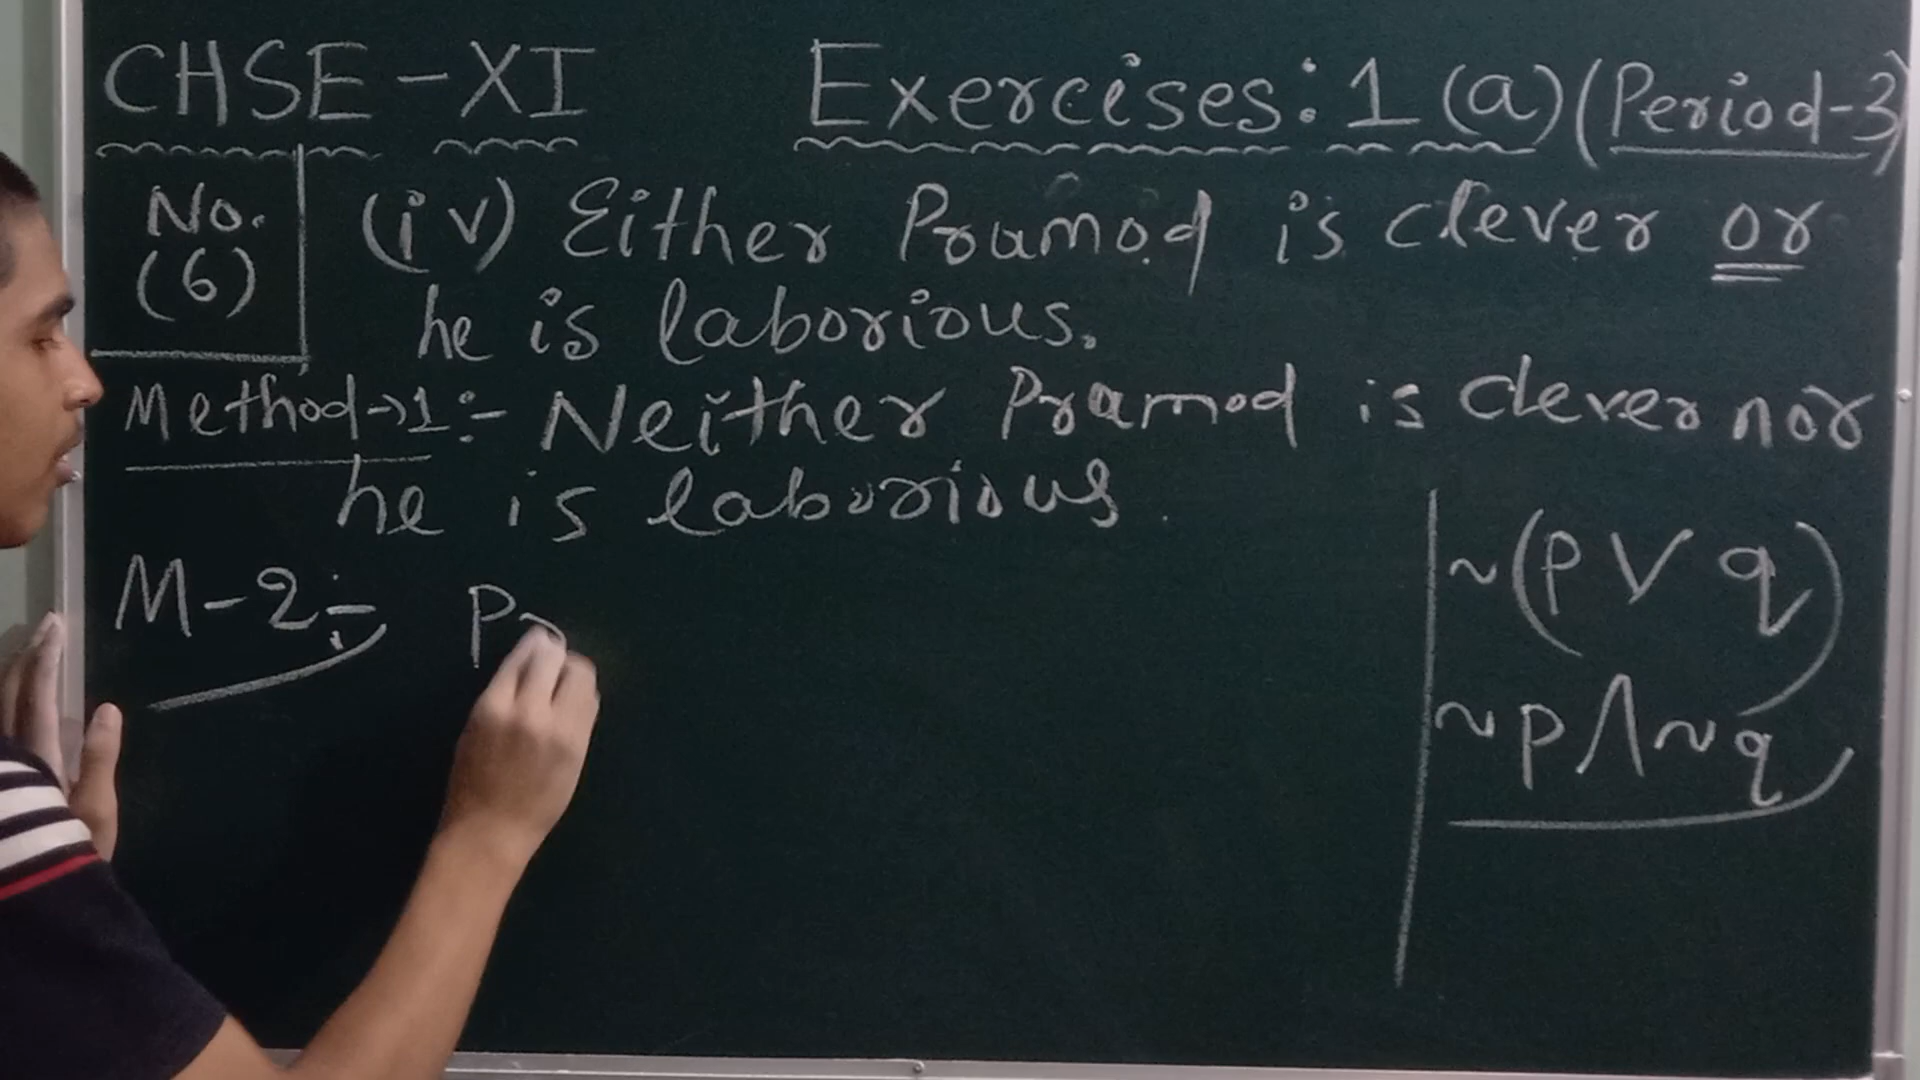 CHSE-XI Exercises: 1 (a) (Period-3)
No. (6)
(iv) Either Pramod is clever or
he is laborious.
Method→1:- Neither Pramod is clever nor
he is laborious.
M-2:- Pr
~(p ∨ q)
~p ∧ ~q